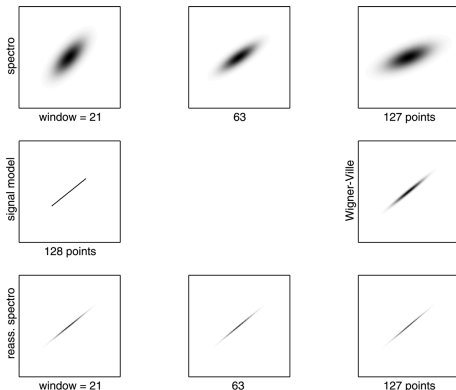 spectro
window = 21
63
127 points
signal model
128 points
Wigner-Ville
reass. spectro
window = 21
63
127 points